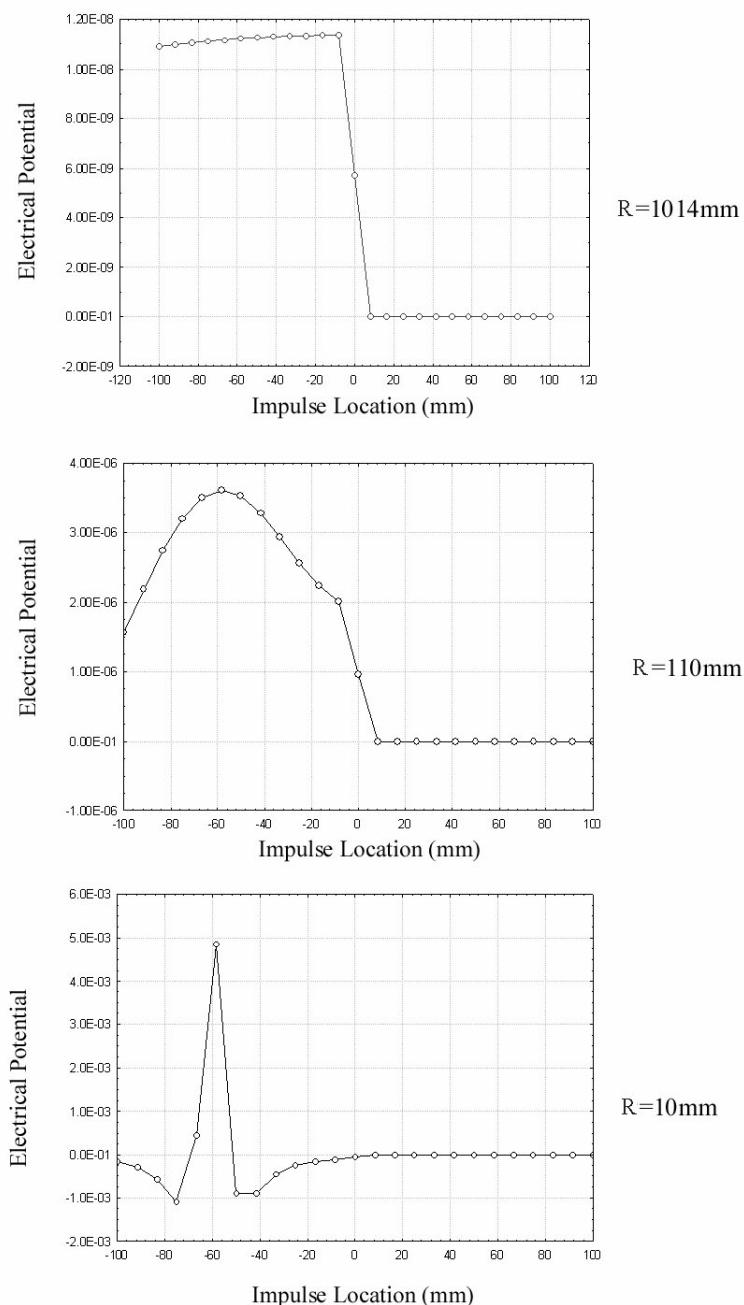 1.20E-08
1.00E-08
8.00E-09
6.00E-09
4.00E-09
2.00E-09
0.00E-01
-2.00E-09
Electrical Potential
-120 -100 -80 -60 -40 -20 0 20 40 60 80 100 120
Impulse Location (mm)
R=1014mm
4.00E-06
3.00E-06
2.00E-06
1.00E-06
0.00E-01
-1.00E-06
Electrical Potential
-100 -80 -60 -40 -20 0 20 40 60 80 100
Impulse Location (mm)
R=110mm
6.0E-03
5.0E-03
4.0E-03
3.0E-03
2.0E-03
1.0E-03
0.0E-01
-1.0E-03
-2.0E-03
Electrical Potential
-100 -80 -60 -40 -20 0 20 40 60 80 100
Impulse Location (mm)
R=10mm